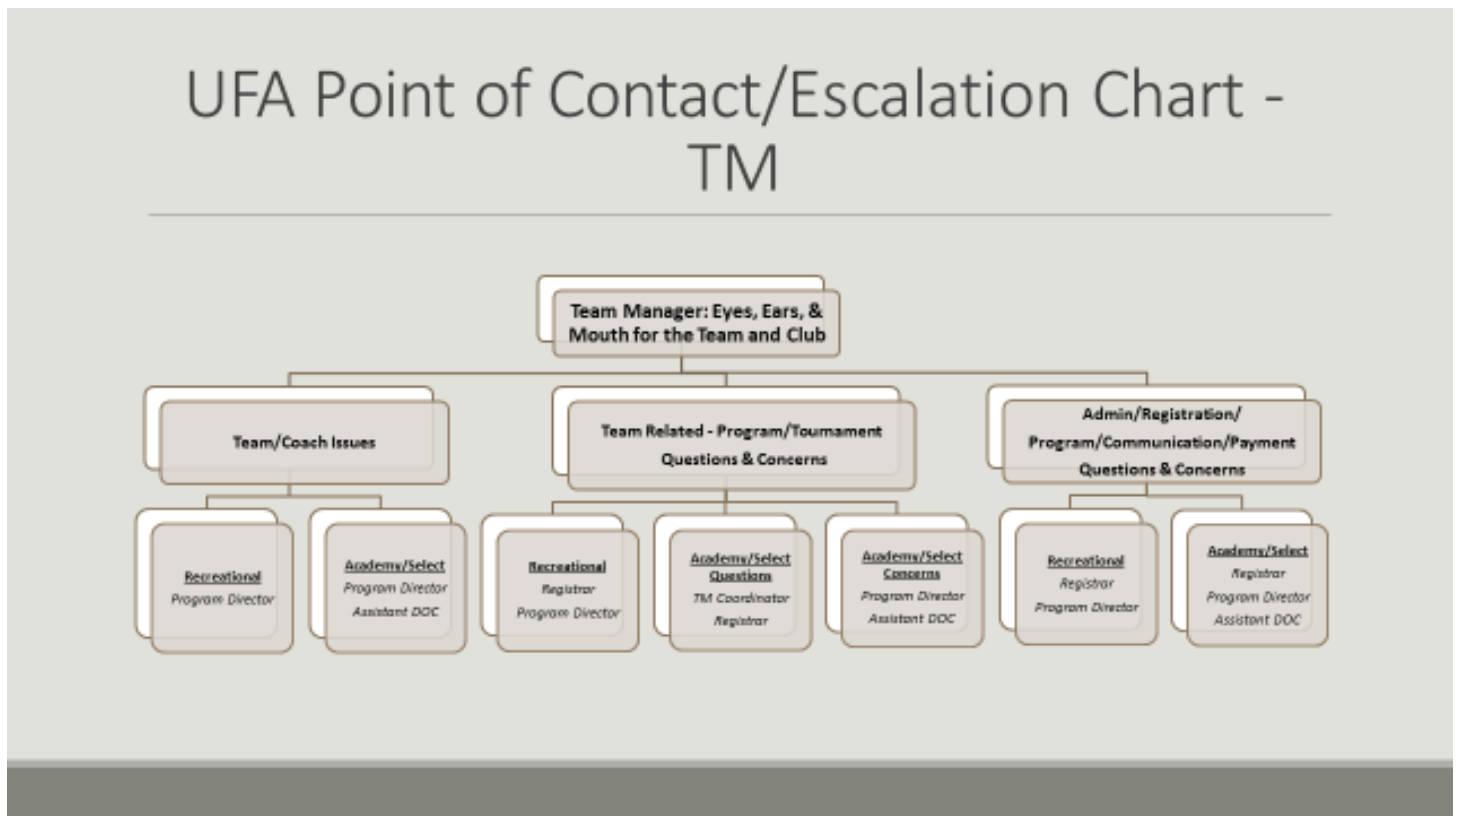 UFA Point of Contact/Escalation Chart -
TM
Team Manager: Eyes, Ears, &
Mouth for the Team and Club
Team/Coach Issues
Team Related - Program/Tournament
Questions & Concerns
Admin/Registration/
Program/Communication/Payment
Questions & Concerns
Recreational
Program Director
Academy/Select
Program Director
Assistant DOC
Recreational
Registrar
Program Director
Academy/Select
Questions
TM Coordinator
Registrar
Academy/Select
Concerns
Program Director
Assistant DOC
Recreational
Registrar
Program Director
Academy/Select
Registrar
Program Director
Assistant DOC